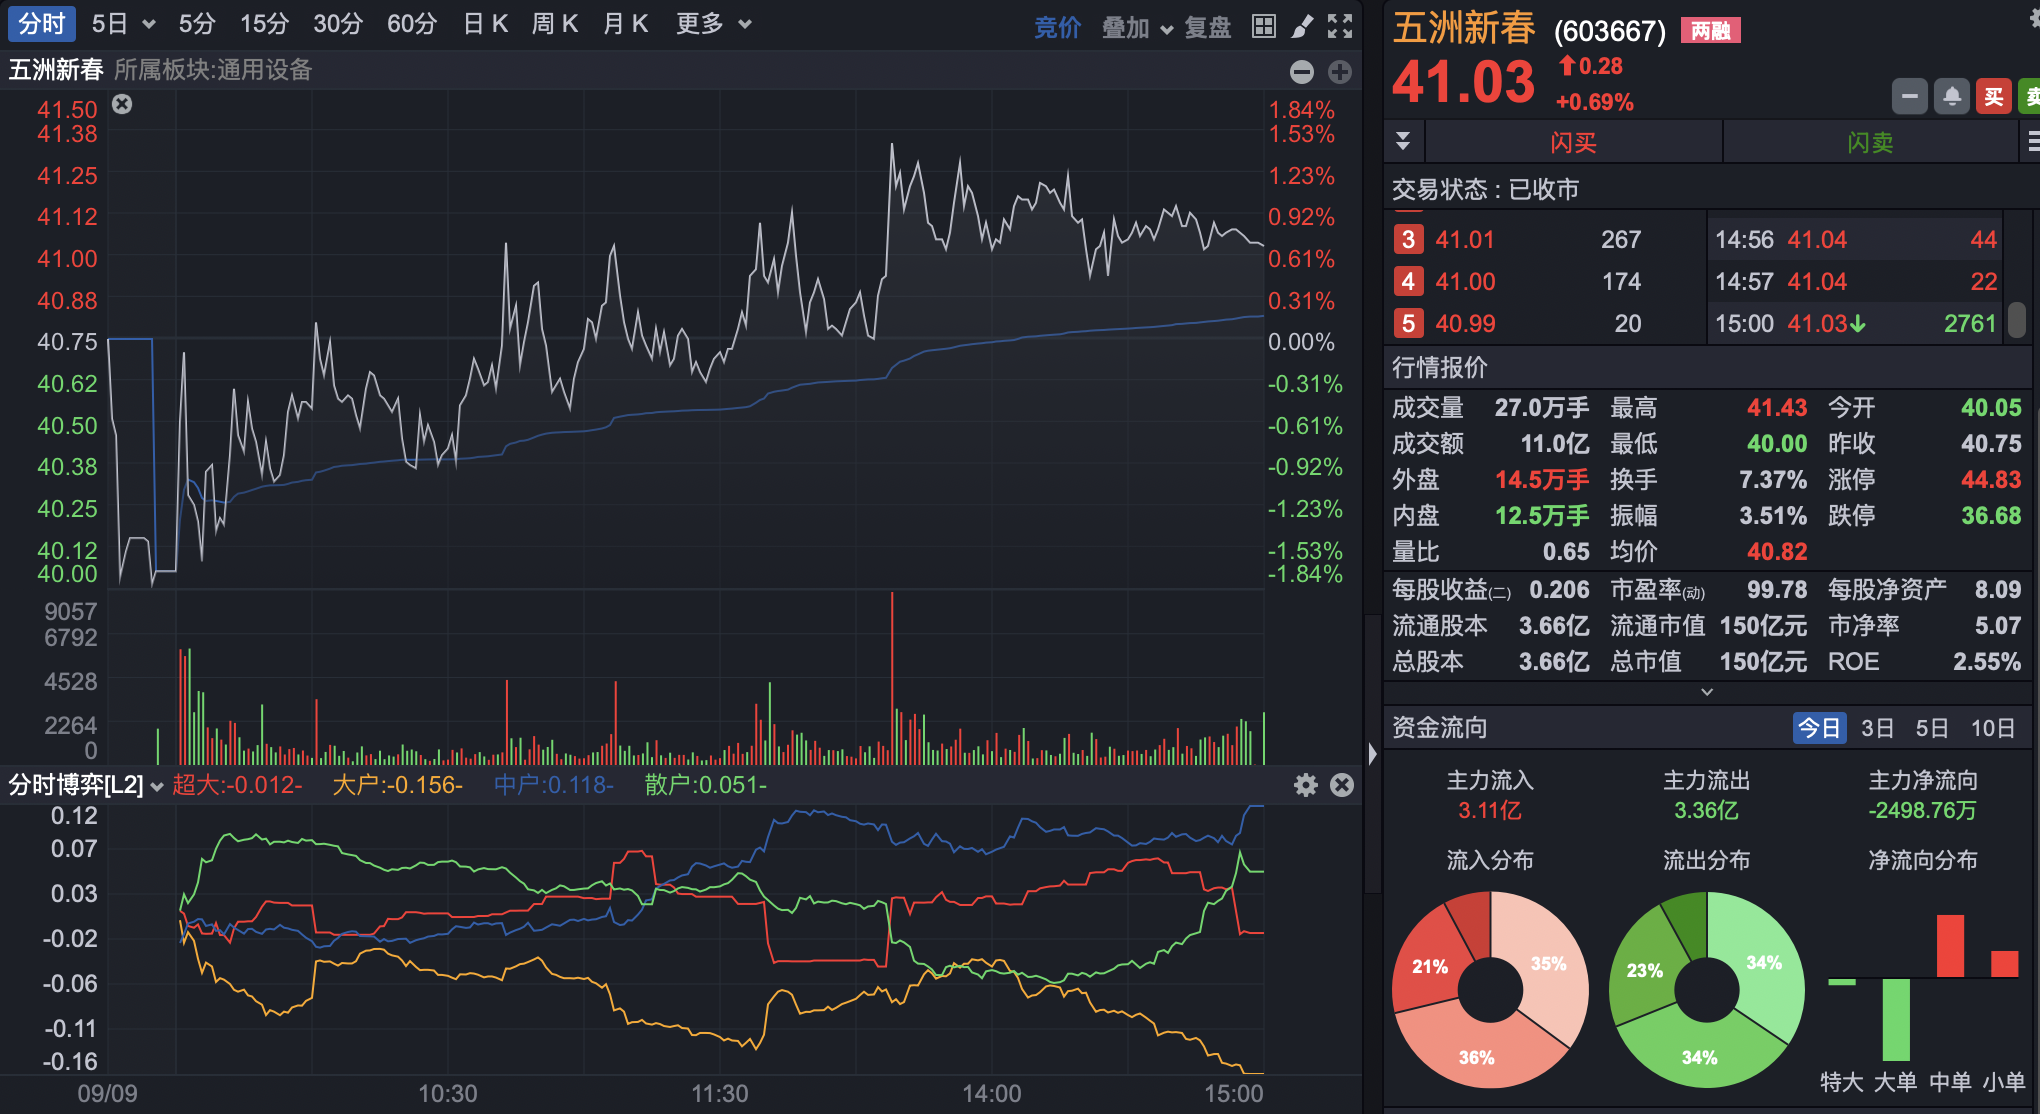 分时 5日 5分 15分 30分 60分 日K 周K 月K 更多 竞价 叠加 复盘
五洲新春 所属板块:通用设备
41.50 1.84%
41.38 1.53%
41.25 1.23%
41.12 0.92%
41.00 0.61%
40.88 0.31%
40.75 0.00%
40.62 -0.31%
40.50 -0.61%
40.38 -0.92%
40.25 -1.23%
40.12 -1.53%
40.00 -1.84%
9057
6792
4528
2264
0
分时博弈[L2] 超大:-0.012- 大户:-0.156- 中户:0.118- 散户:0.051-
0.12
0.07
0.03
-0.02
-0.06
-0.11
-0.16
09/09 10:30 11:30 14:00 15:00
五洲新春 (603667) 两融
41.03 0.28
+0.69%
买 卖
闪买 闪卖
交易状态 : 已收市
3 41.01 267 14:56 41.04 44
4 41.00 174 14:57 41.04 22
5 40.99 20 15:00 41.03↓ 2761
行情报价
成交量 27.0万手 最高 41.43 今开 40.05
成交额 11.0亿 最低 40.00 昨收 40.75
外盘 14.5万手 换手 7.37% 涨停 44.83
内盘 12.5万手 振幅 3.51% 跌停 36.68
量比 0.65 均价 40.82
每股收益(二) 0.206 市盈率(动) 99.78 每股净资产 8.09
流通股本 3.66亿 流通市值 150亿元 市净率 5.07
总股本 3.66亿 总市值 150亿元 ROE 2.55%
资金流向 今日 3日 5日 10日
主力流入 主力流出 主力净流向
3.11亿 3.36亿 -2498.76万
流入分布 流出分布 净流向分布
21% 35% 36%
23% 34% 34%
特大 大单 中单 小单